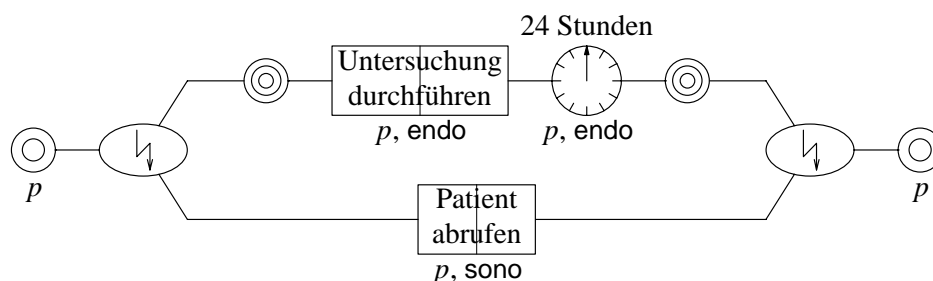 24 Stunden
Untersuchung
durchführen
p, endo
p, endo
p
p
Patient
abrufen
p, sono